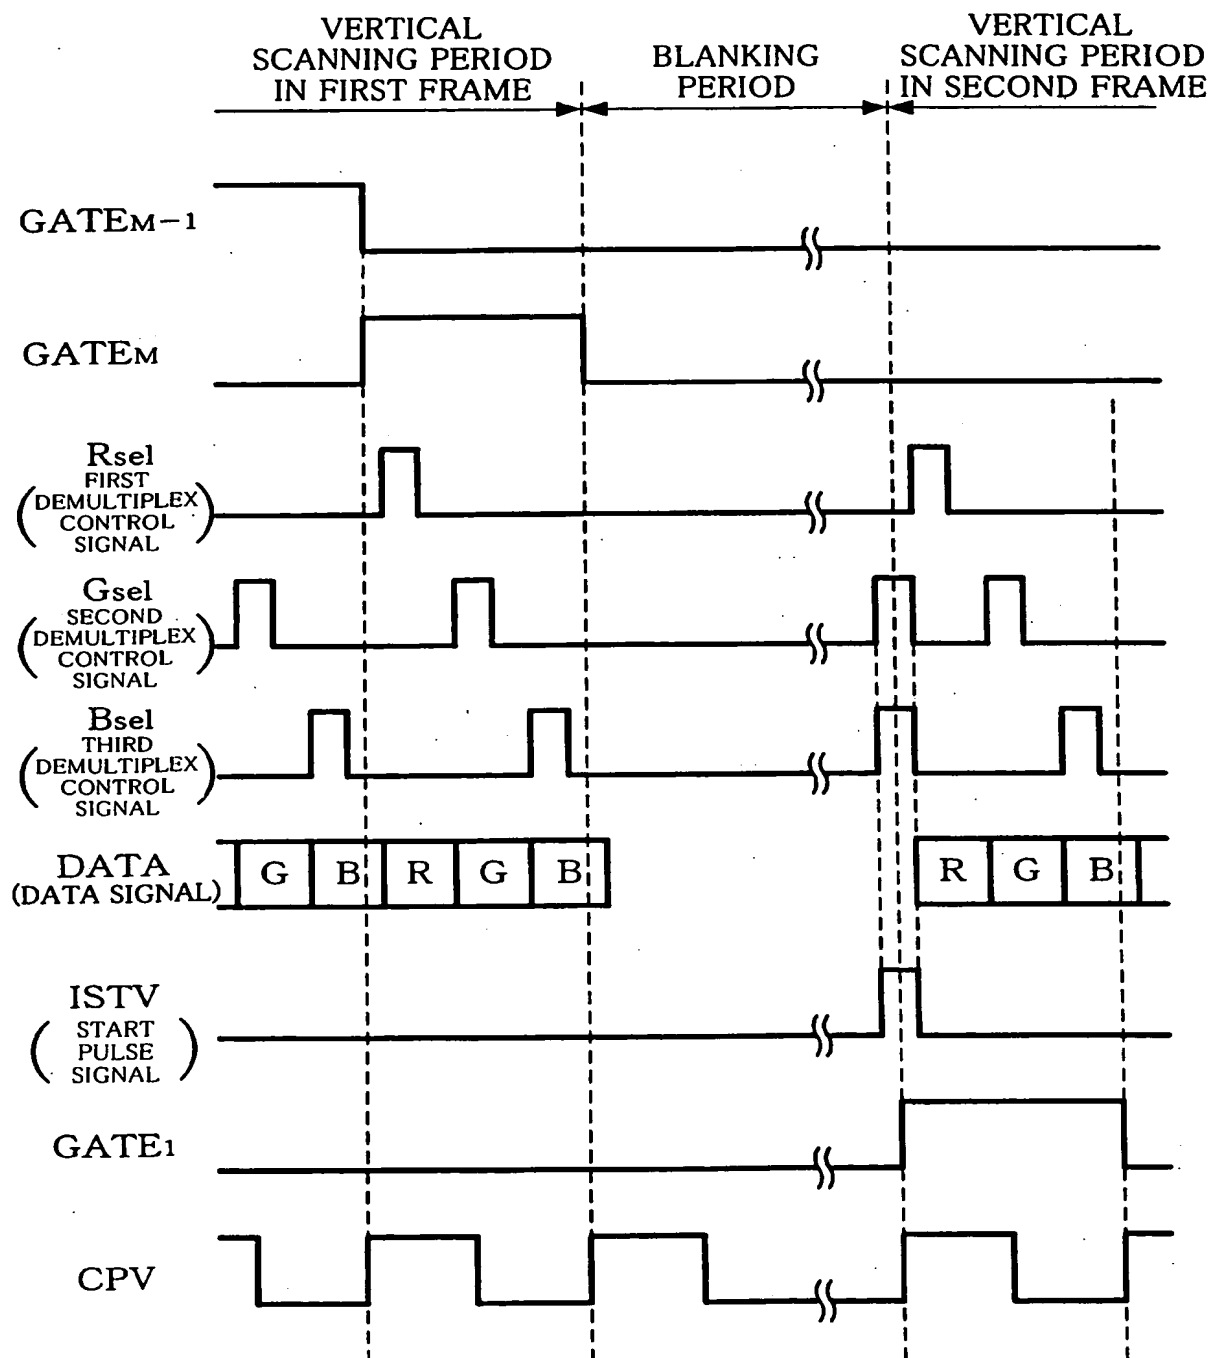 VERTICAL
SCANNING PERIOD
IN FIRST FRAME
BLANKING
PERIOD
VERTICAL
SCANNING PERIOD
IN SECOND FRAME
GATEM-1
GATEM
Rsel
(FIRST
DEMULTIPLEX
CONTROL
SIGNAL)
Gsel
(SECOND
DEMULTIPLEX
CONTROL
SIGNAL)
Bsel
(THIRD
DEMULTIPLEX
CONTROL
SIGNAL)
DATA
(DATA SIGNAL)
G B R G B R G B
ISTV
(START
PULSE
SIGNAL)
GATE1
CPV